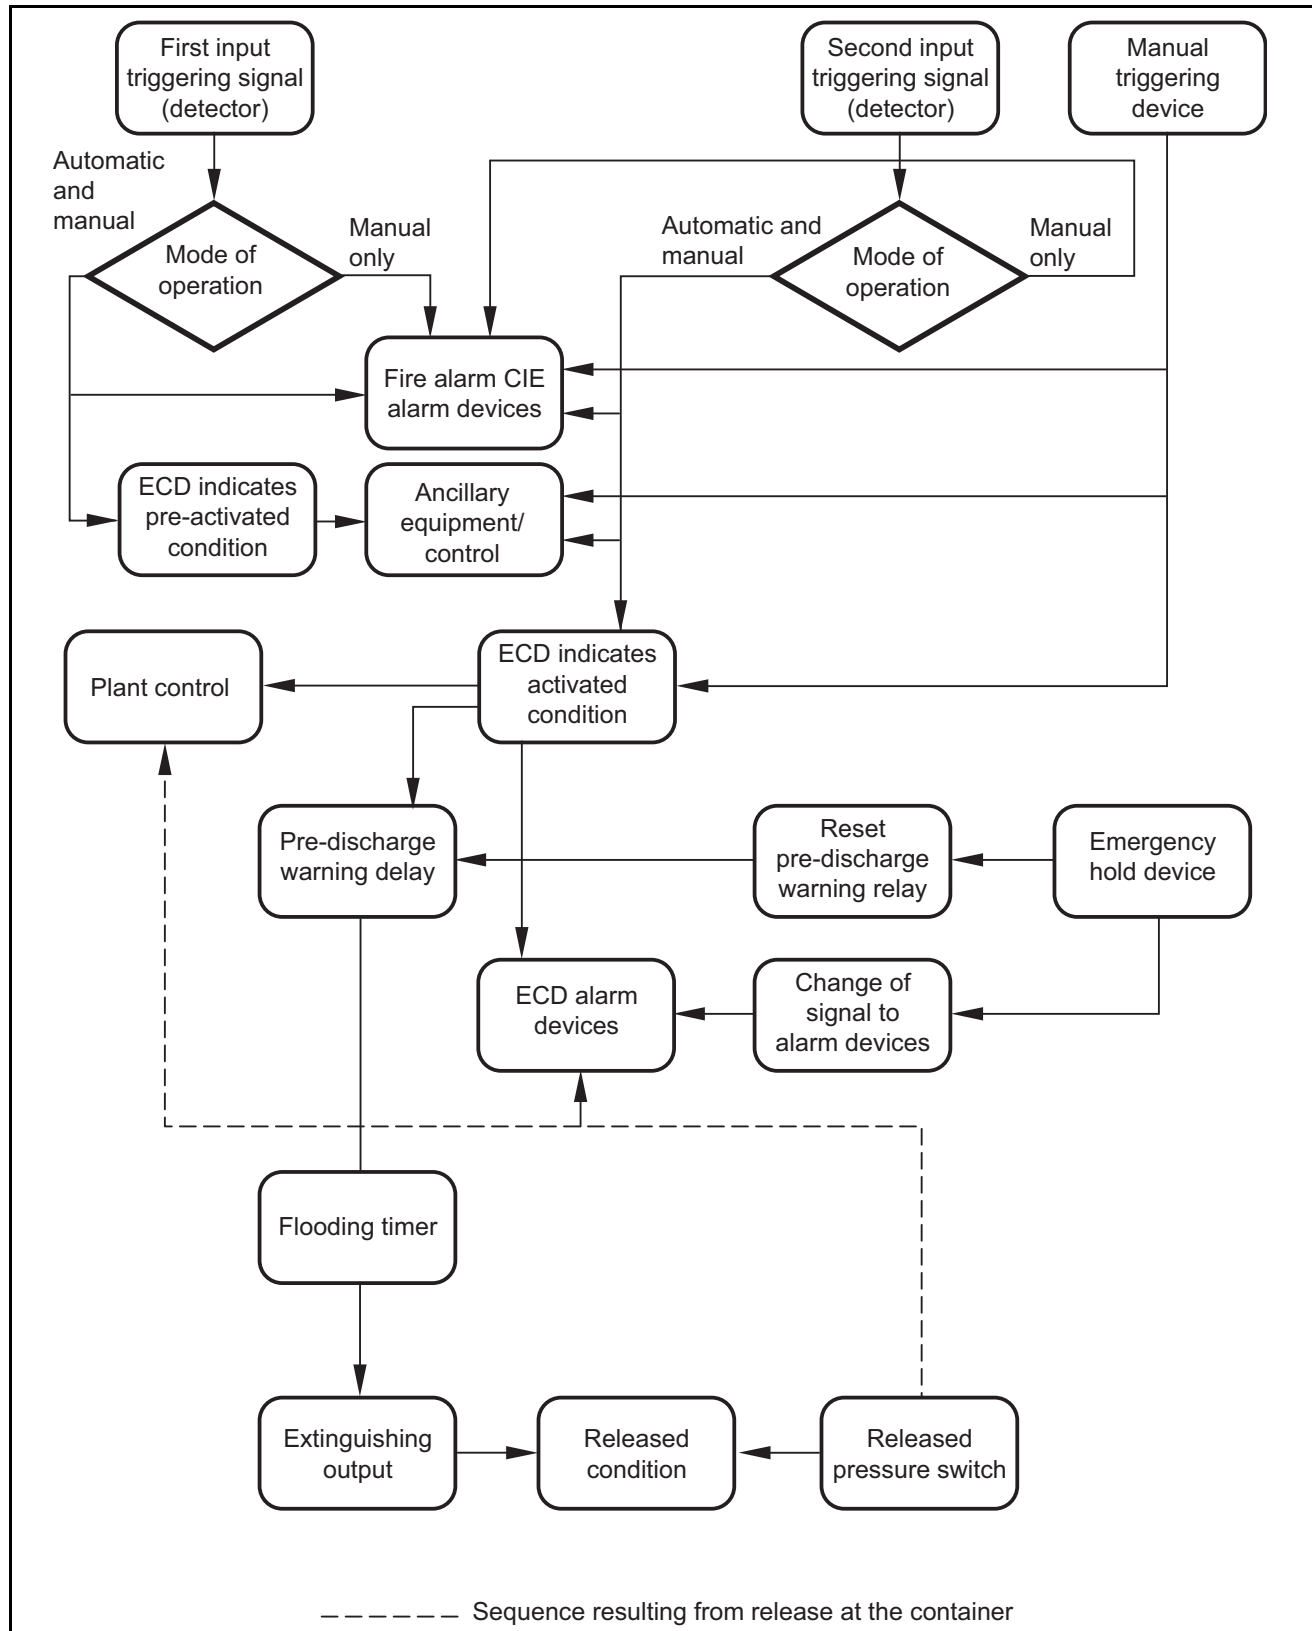 First input
triggering signal
(detector)
Second input
triggering signal
(detector)
Manual
triggering
device
Automatic
and
manual
Mode of
operation
Manual
only
Automatic and
manual
Mode of
operation
Manual
only
Fire alarm CIE
alarm devices
ECD indicates
pre-activated
condition
Ancillary
equipment/
control
Plant control
ECD indicates
activated
condition
Pre-discharge
warning delay
Reset
pre-discharge
warning relay
Emergency
hold device
ECD alarm
devices
Change of
signal to
alarm devices
Flooding timer
Extinguishing
output
Released
condition
Released
pressure switch
Sequence resulting from release at the container